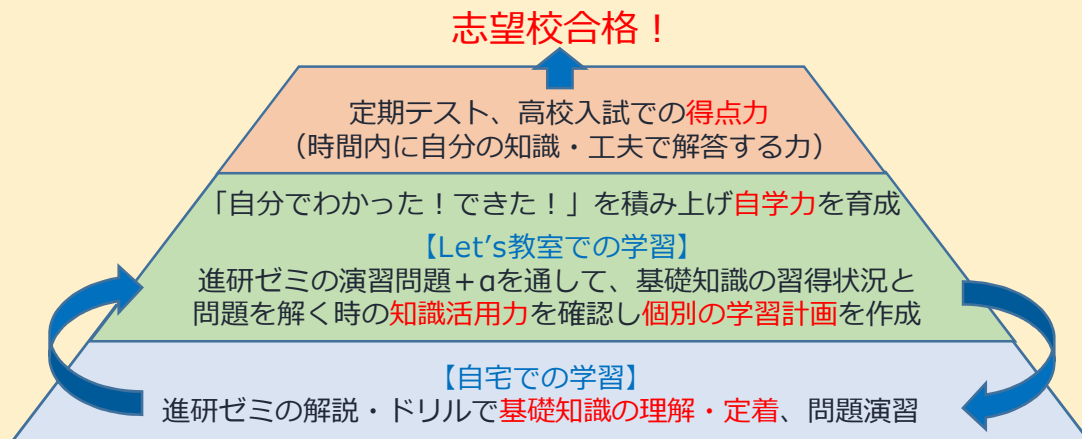 志望校合格！
定期テスト、高校入試での得点力
（時間内に自分の知識・工夫で解答する力）
「自分でわかった！できた！」を積み上げ自学力を育成
【Let's教室での学習】
進研ゼミの演習問題＋αを通して、基礎知識の習得状況と
問題を解く時の知識活用力を確認し個別の学習計画を作成
【自宅での学習】
進研ゼミの解説・ドリルで基礎知識の理解・定着、問題演習